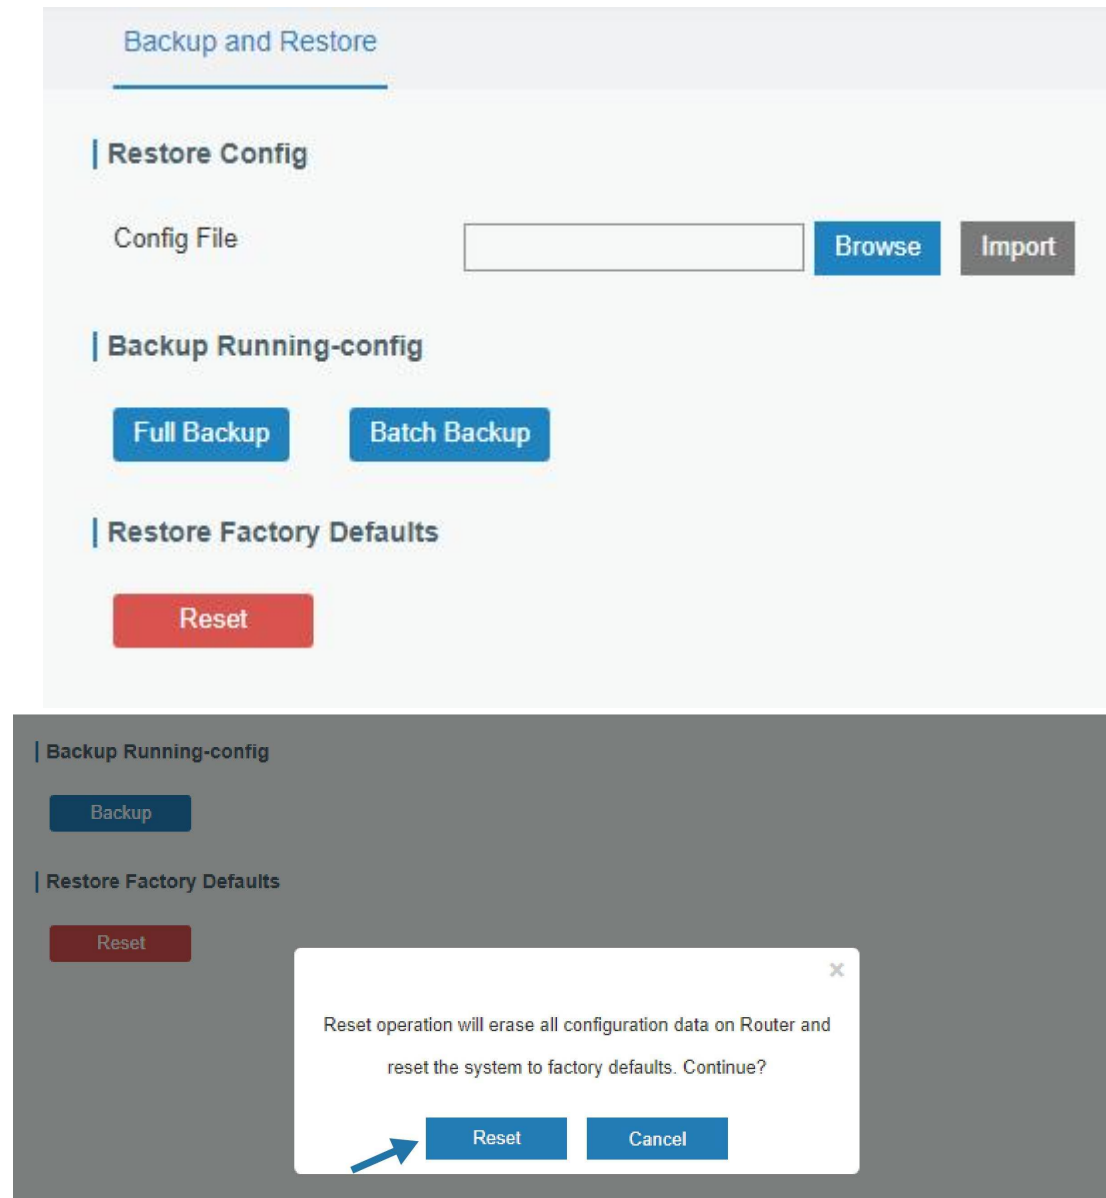 Backup and Restore
Restore Config
Config File
Browse Import
Backup Running-config
Full Backup Batch Backup
Restore Factory Defaults
Reset
Backup Running-config
Backup
Restore Factory Defaults
Reset
×
Reset operation will erase all configuration data on Router and
reset the system to factory defaults. Continue?
Reset Cancel